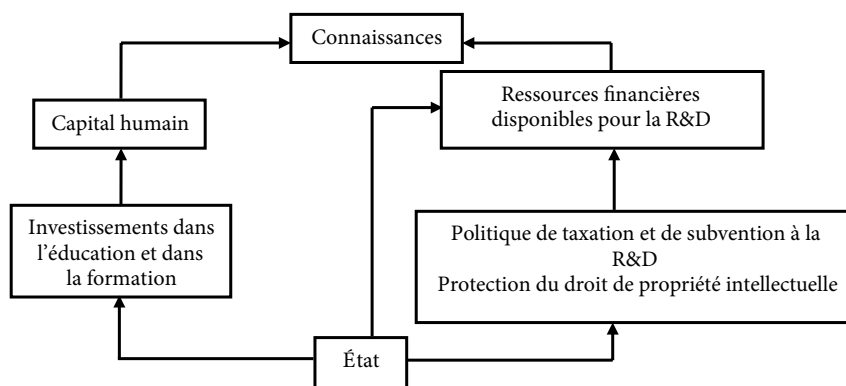 Connaissances
Ressources financières
disponibles pour la R&D
Capital humain
Investissements dans
l'éducation et dans
la formation
Politique de taxation et de subvention à la
R&D
Protection du droit de propriété intellectuelle
État